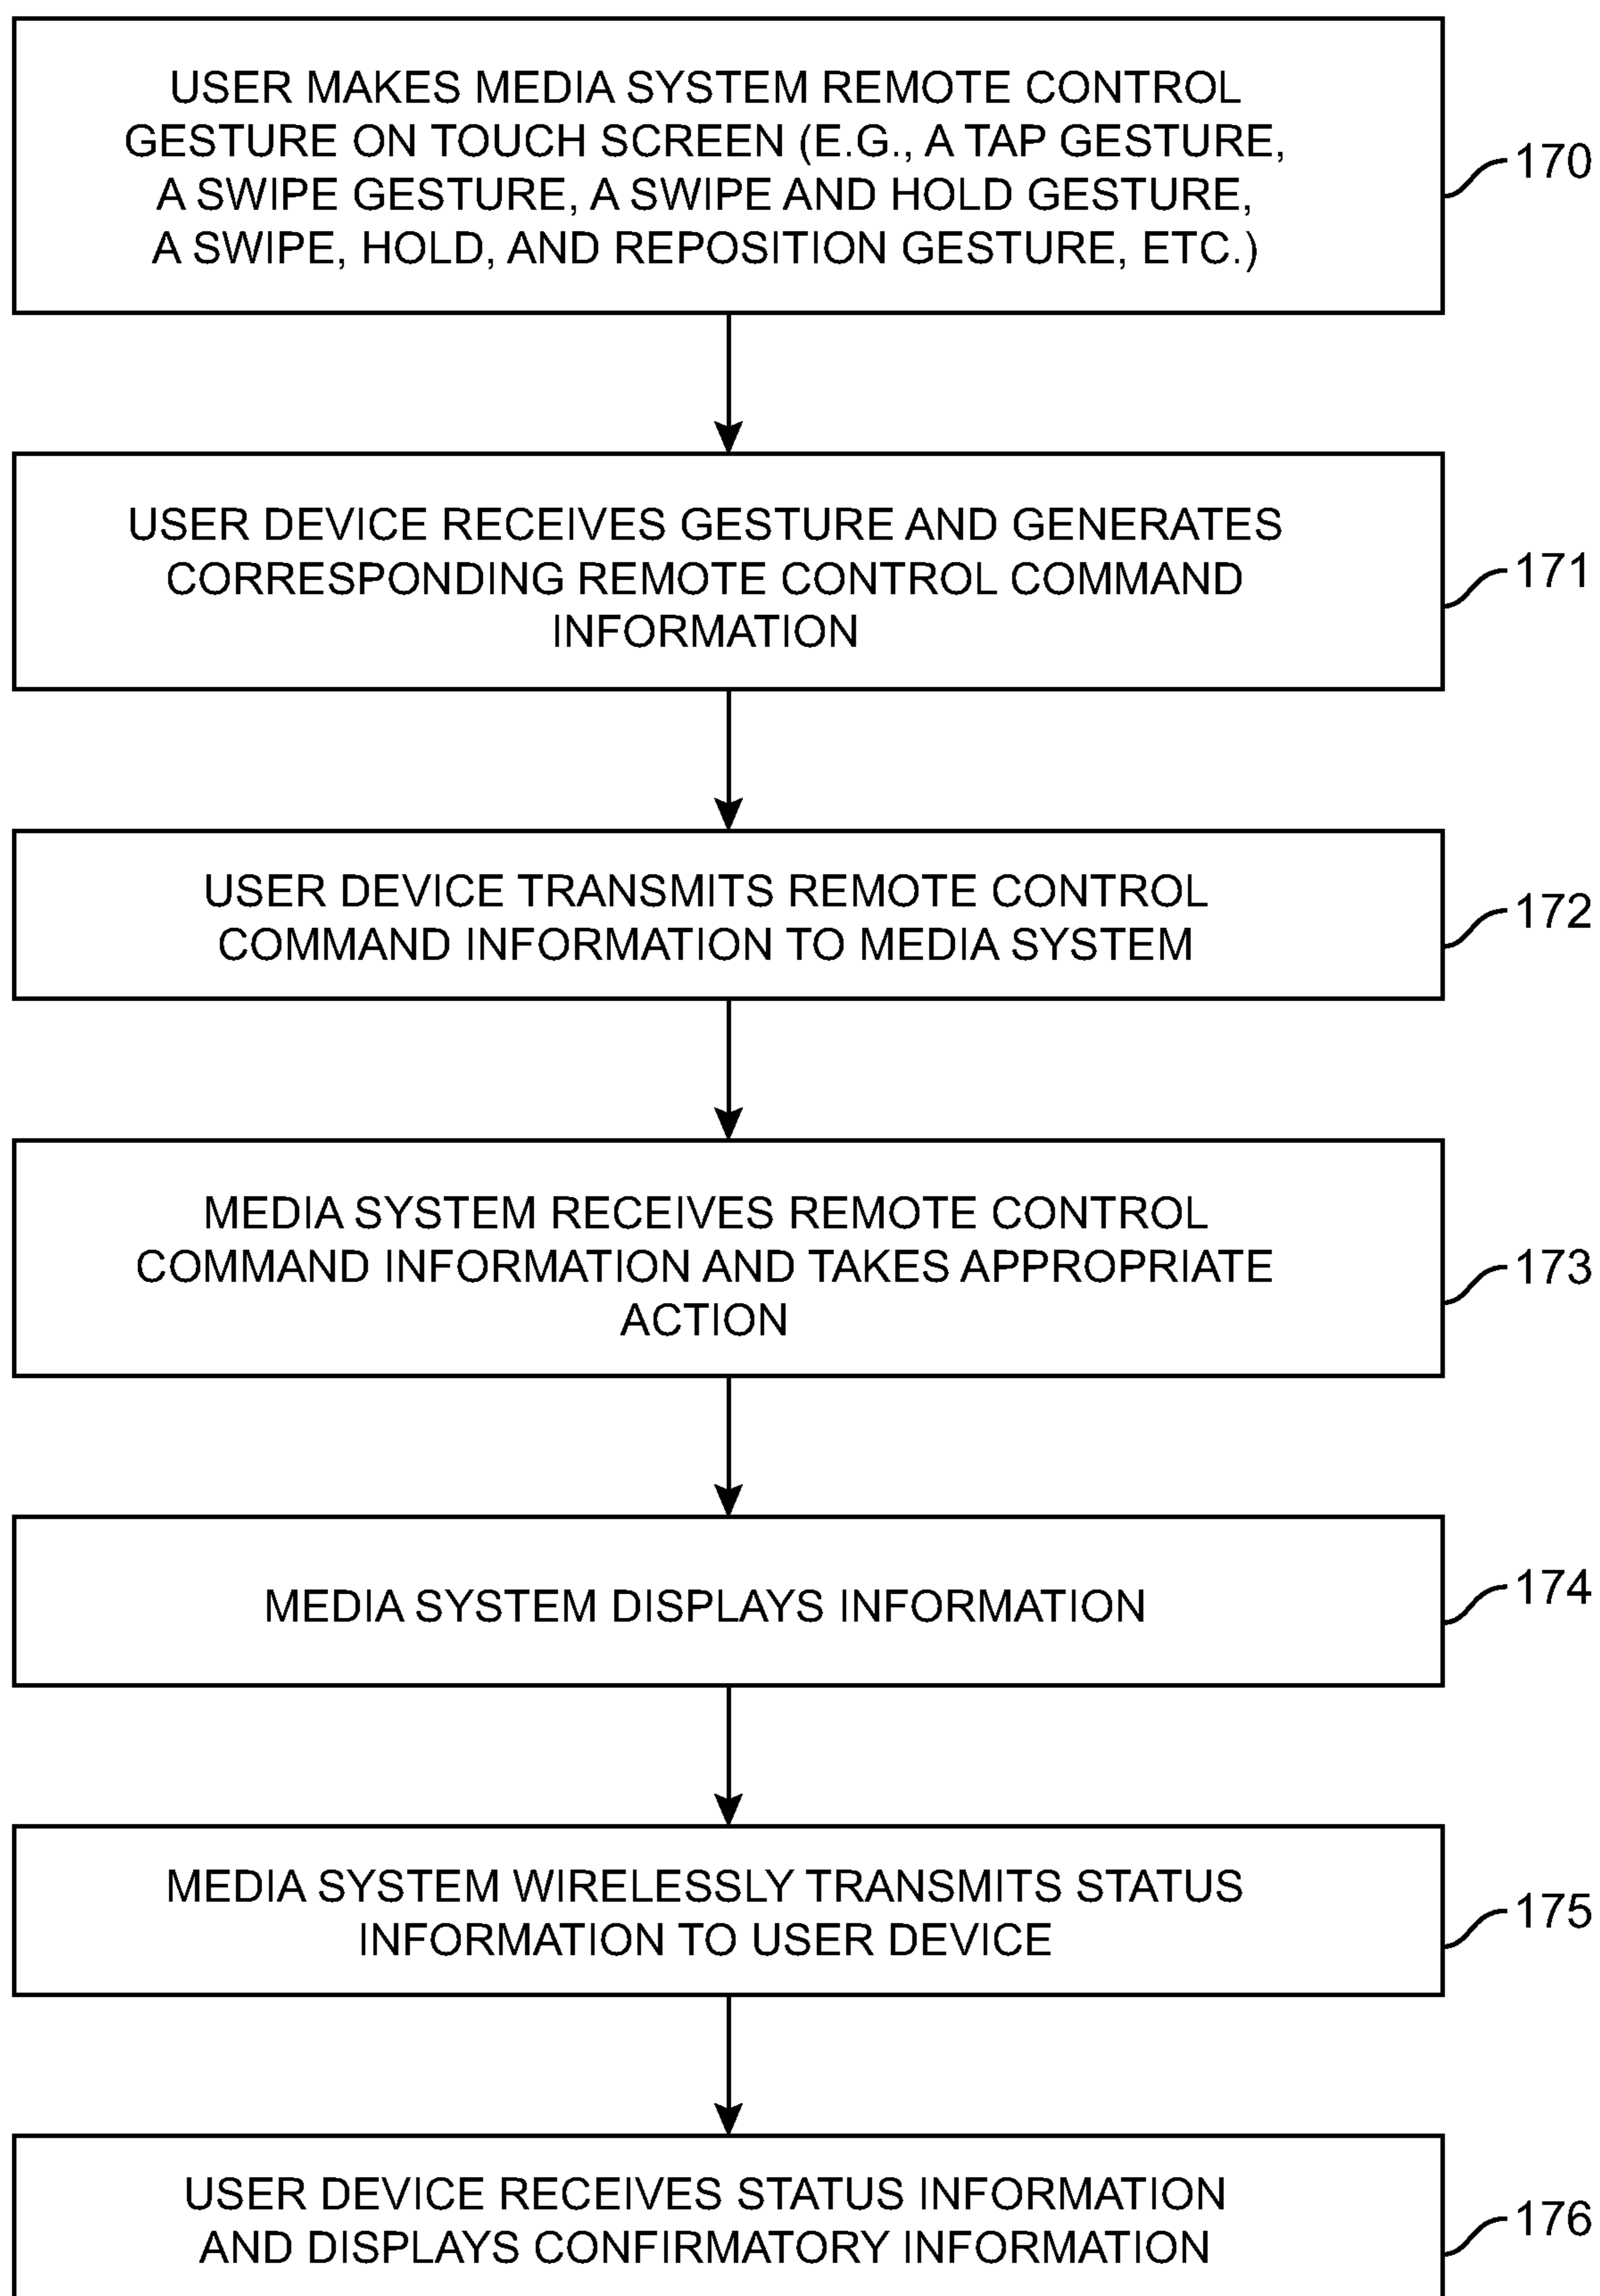 USER MAKES MEDIA SYSTEM REMOTE CONTROL
GESTURE ON TOUCH SCREEN (E.G., A TAP GESTURE,
A SWIPE GESTURE, A SWIPE AND HOLD GESTURE,
A SWIPE, HOLD, AND REPOSITION GESTURE, ETC.)
170
USER DEVICE RECEIVES GESTURE AND GENERATES
CORRESPONDING REMOTE CONTROL COMMAND
INFORMATION
171
USER DEVICE TRANSMITS REMOTE CONTROL
COMMAND INFORMATION TO MEDIA SYSTEM
172
MEDIA SYSTEM RECEIVES REMOTE CONTROL
COMMAND INFORMATION AND TAKES APPROPRIATE
ACTION
173
MEDIA SYSTEM DISPLAYS INFORMATION
174
MEDIA SYSTEM WIRELESSLY TRANSMITS STATUS
INFORMATION TO USER DEVICE
175
USER DEVICE RECEIVES STATUS INFORMATION
AND DISPLAYS CONFIRMATORY INFORMATION
176